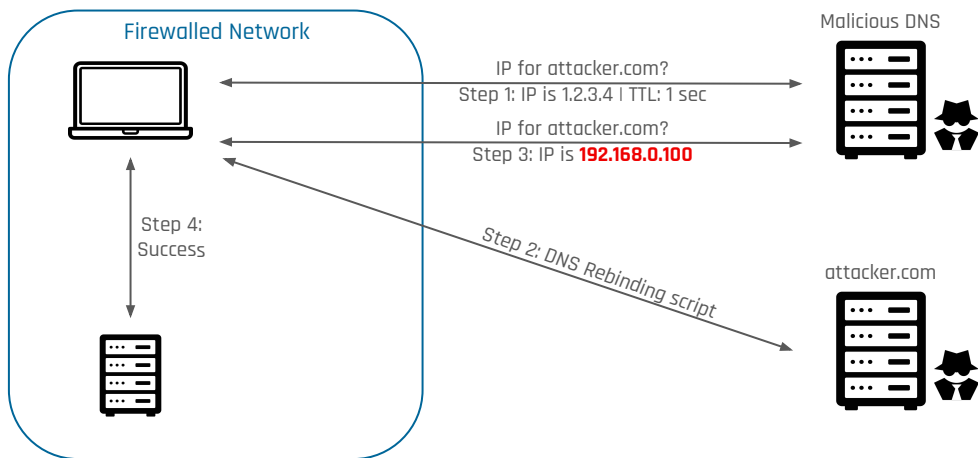 Firewalled Network
Malicious DNS
IP for attacker.com?
Step 1: IP is 1.2.3.4 | TTL: 1 sec
IP for attacker.com?
Step 3: IP is 192.168.0.100
Step 4:
Success
Step 2: DNS Rebinding script
attacker.com